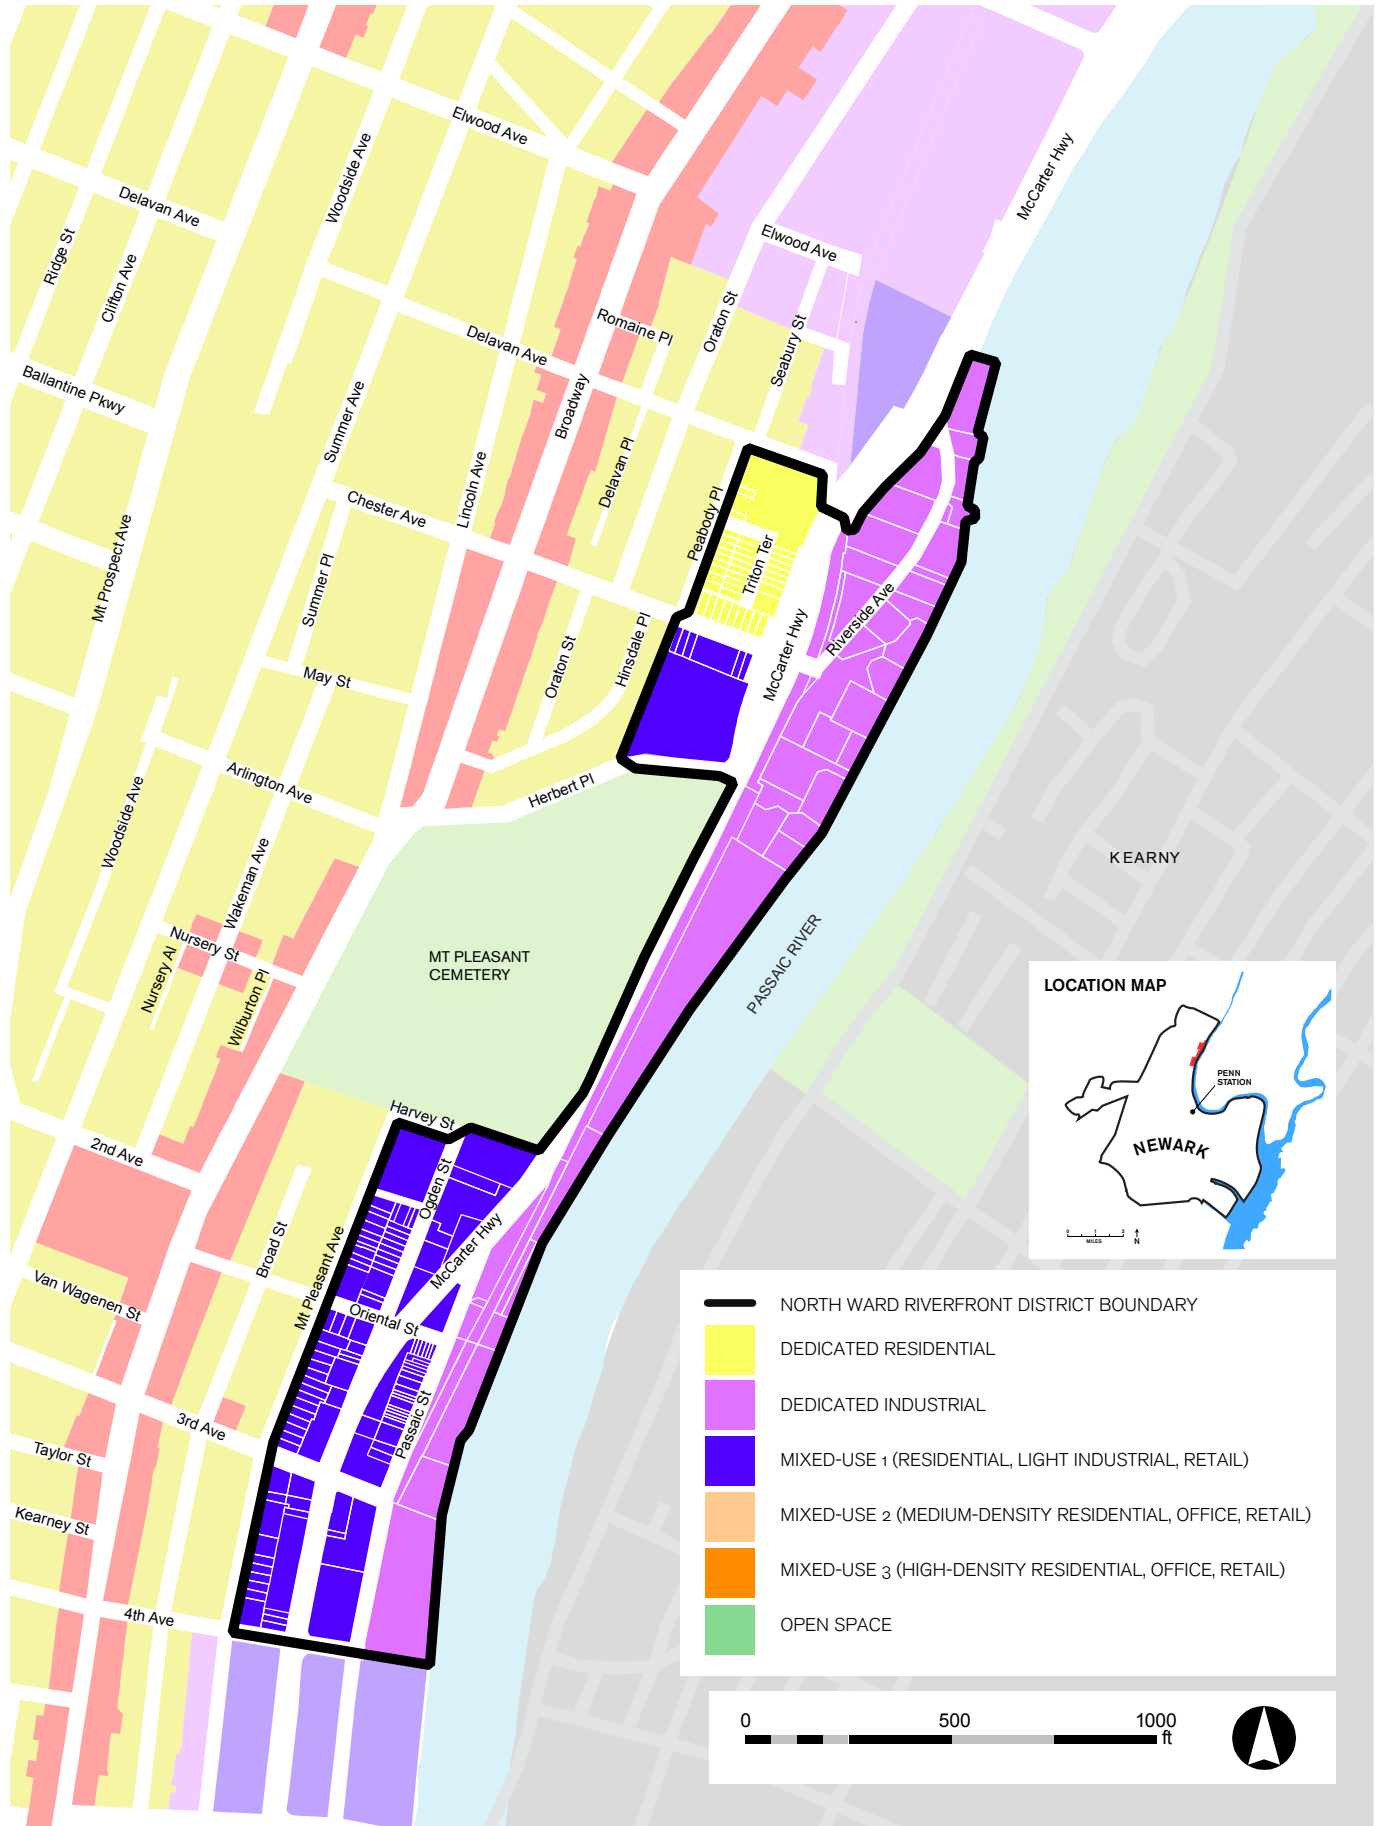 Elwood Ave
McCarter Hwy
Woodside Ave
Delavan Ave
Ridge St
Clifton Ave
Elwood Ave
Oraton St
Romaine Pl
Seabury St
Delavan Ave
Ballantine Pkwy
Summer Ave
Broadway
Delavan Pl
Lincoln Ave
Chester Ave
Peabody Pl
Mt Prospect Ave
Summer Pl
Triton Ter
Riverside Ave
McCarter Hwy
Hinsdale Pl
Oraton St
May St
Arlington Ave
Herbert Pl
Woodside Ave
Wakeman Ave
KEARNY
Nursery St
Nursery Al
Wilburton Pl
MT PLEASANT
CEMETERY
PASSAIC RIVER
LOCATION MAP
PENN
STATION
NEWARK
0 1 2
MILES
N
Harvey St
2nd Ave
Ogden St
Broad St
Mt Pleasant Ave
McCarter Hwy
Van Wagenen St
Oriental St
Passaic St
3rd Ave
Taylor St
Kearney St
4th Ave
NORTH WARD RIVERFRONT DISTRICT BOUNDARY
DEDICATED RESIDENTIAL
DEDICATED INDUSTRIAL
MIXED-USE 1 (RESIDENTIAL, LIGHT INDUSTRIAL, RETAIL)
MIXED-USE 2 (MEDIUM-DENSITY RESIDENTIAL, OFFICE, RETAIL)
MIXED-USE 3 (HIGH-DENSITY RESIDENTIAL, OFFICE, RETAIL)
OPEN SPACE
0 500 1000
ft